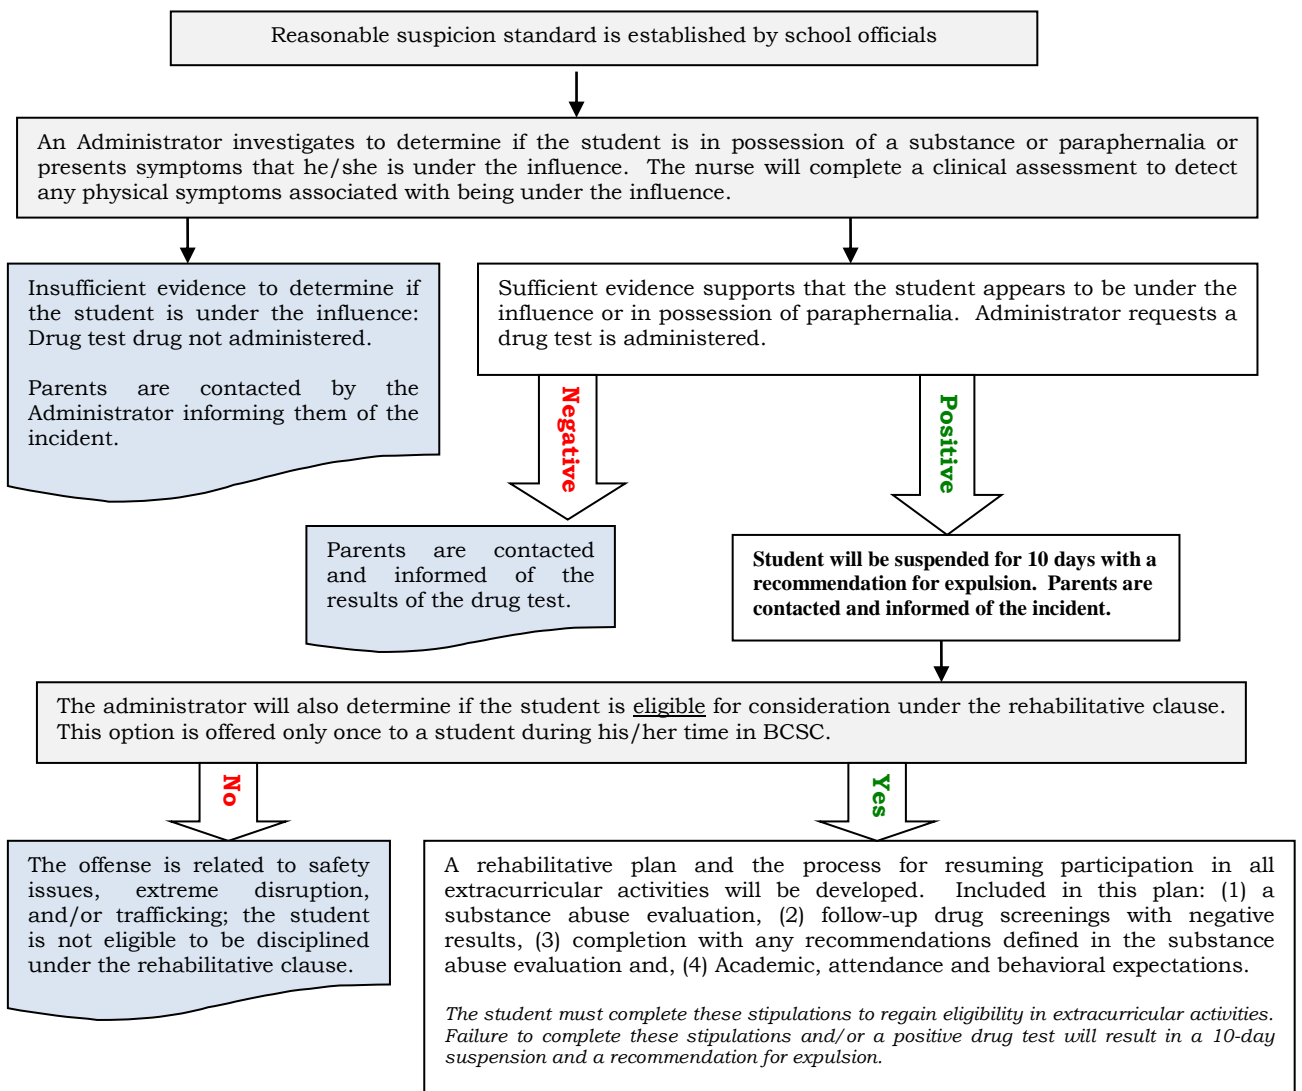 Reasonable suspicion standard is established by school officials
An Administrator investigates to determine if the student is in possession of a substance or paraphernalia or
presents symptoms that he/she is under the influence. The nurse will complete a clinical assessment to detect
any physical symptoms associated with being under the influence.
Insufficient evidence to determine if
the student is under the influence:
Drug test drug not administered.
Parents are contacted by the
Administrator informing them of the
incident.
Sufficient evidence supports that the student appears to be under the
influence or in possession of paraphernalia. Administrator requests a
drug test is administered.
Negative
Positive
Parents are contacted
and informed of the
results of the drug test.
Student will be suspended for 10 days with a
recommendation for expulsion. Parents are
contacted and informed of the incident.
The administrator will also determine if the student is eligible for consideration under the rehabilitative clause.
This option is offered only once to a student during his/her time in BCSC.
No
Yes
The offense is related to safety
issues, extreme disruption,
and/or trafficking; the student
is not eligible to be disciplined
under the rehabilitative clause.
A rehabilitative plan and the process for resuming participation in all
extracurricular activities will be developed. Included in this plan: (1) a
substance abuse evaluation, (2) follow-up drug screenings with negative
results, (3) completion with any recommendations defined in the substance
abuse evaluation and, (4) Academic, attendance and behavioral expectations.
The student must complete these stipulations to regain eligibility in extracurricular activities.
Failure to complete these stipulations and/or a positive drug test will result in a 10-day
suspension and a recommendation for expulsion.